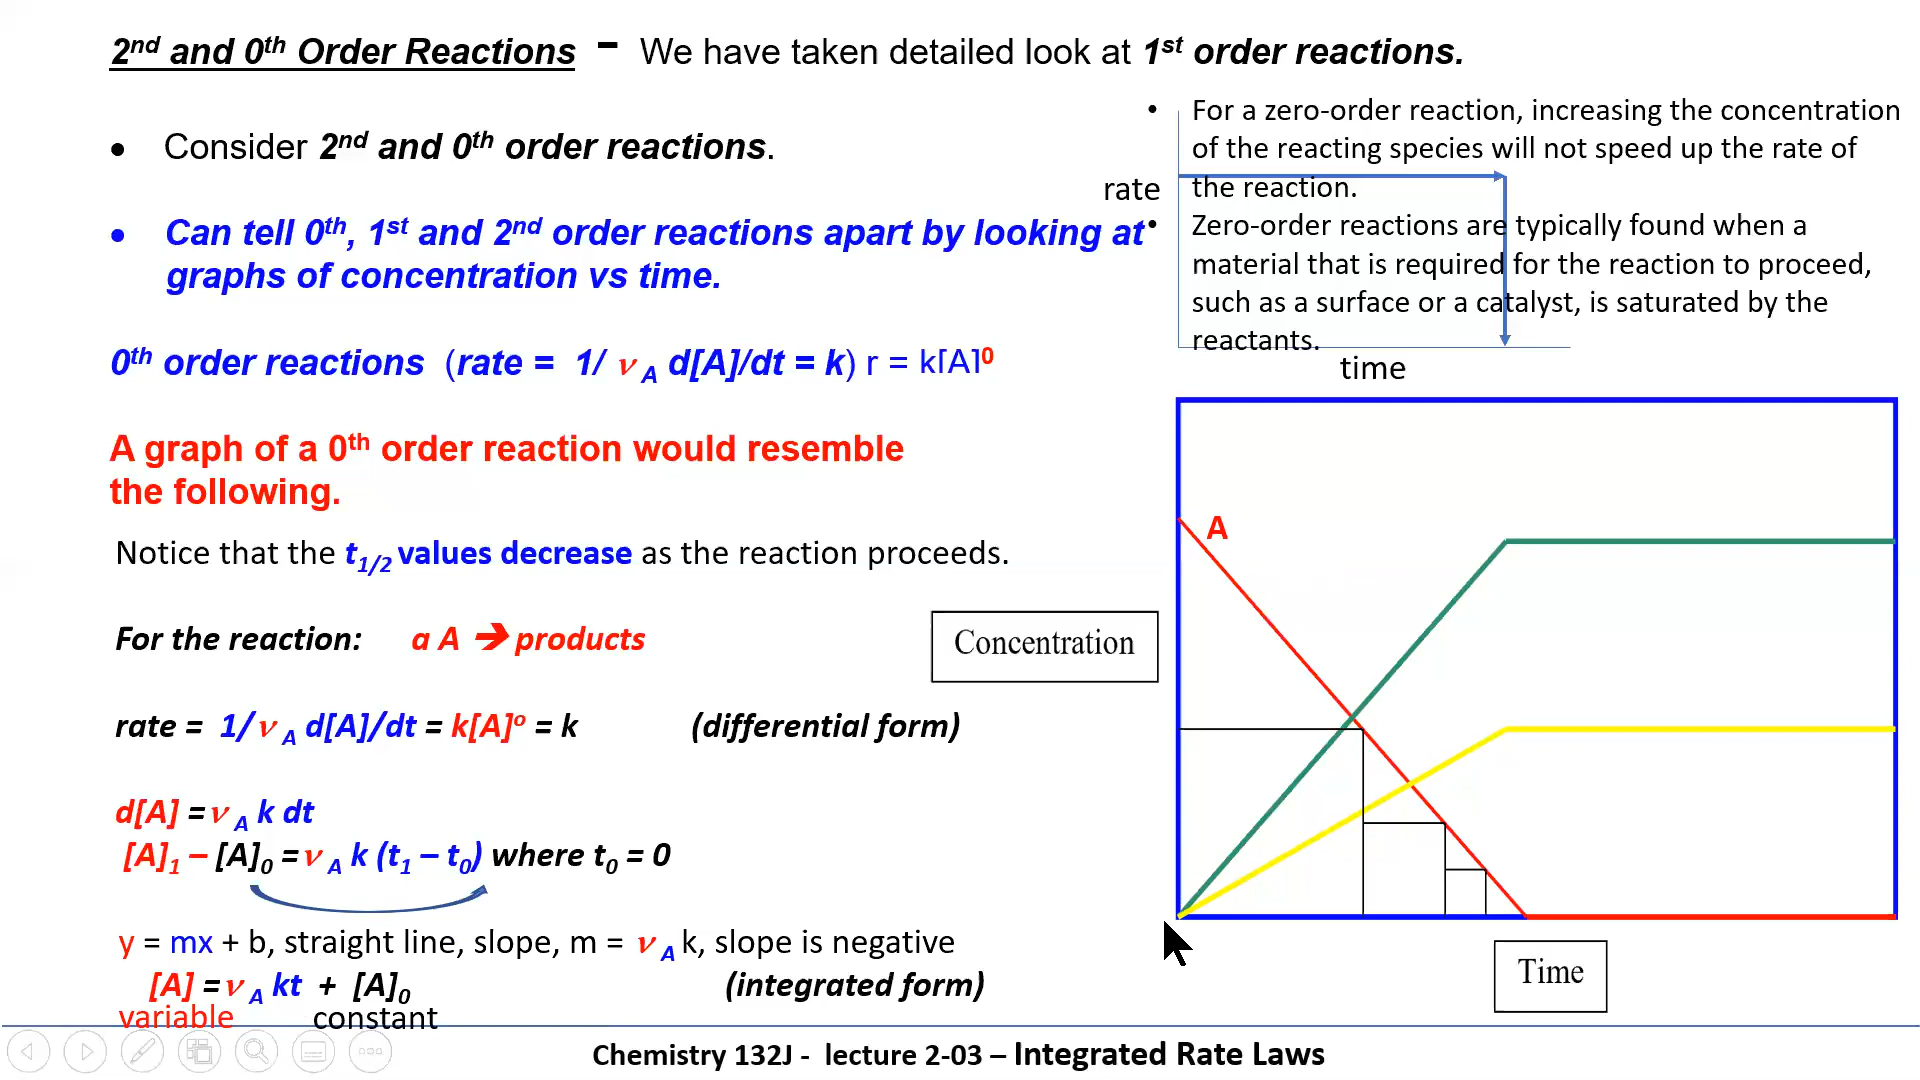 2nd and 0th Order Reactions – We have taken detailed look at 1st order reactions.
• Consider 2nd and 0th order reactions.
• Can tell 0th, 1st and 2nd order reactions apart by looking at
graphs of concentration vs time.
• For a zero-order reaction, increasing the concentration
of the reacting species will not speed up the rate of
the reaction.
• Zero-order reactions are typically found when a
material that is required for the reaction to proceed,
such as a surface or a catalyst, is saturated by the
reactants.
rate
time
0th order reactions (rate = 1/ ν A d[A]/dt = k) r = k[A]0
A graph of a 0th order reaction would resemble
the following.
Notice that the t1/2 values decrease as the reaction proceeds.
For the reaction: a A ➔ products
rate = 1/ ν A d[A]/dt = k[A]o = k (differential form)
d[A] = ν A k dt
[A]1 – [A]0 = ν A k (t1 – t0) where t0 = 0
y = mx + b, straight line, slope, m = ν A k, slope is negative
[A] = ν A kt + [A]0 (integrated form)
variable constant
A
Concentration
Time
Chemistry 132J - lecture 2-03 – Integrated Rate Laws